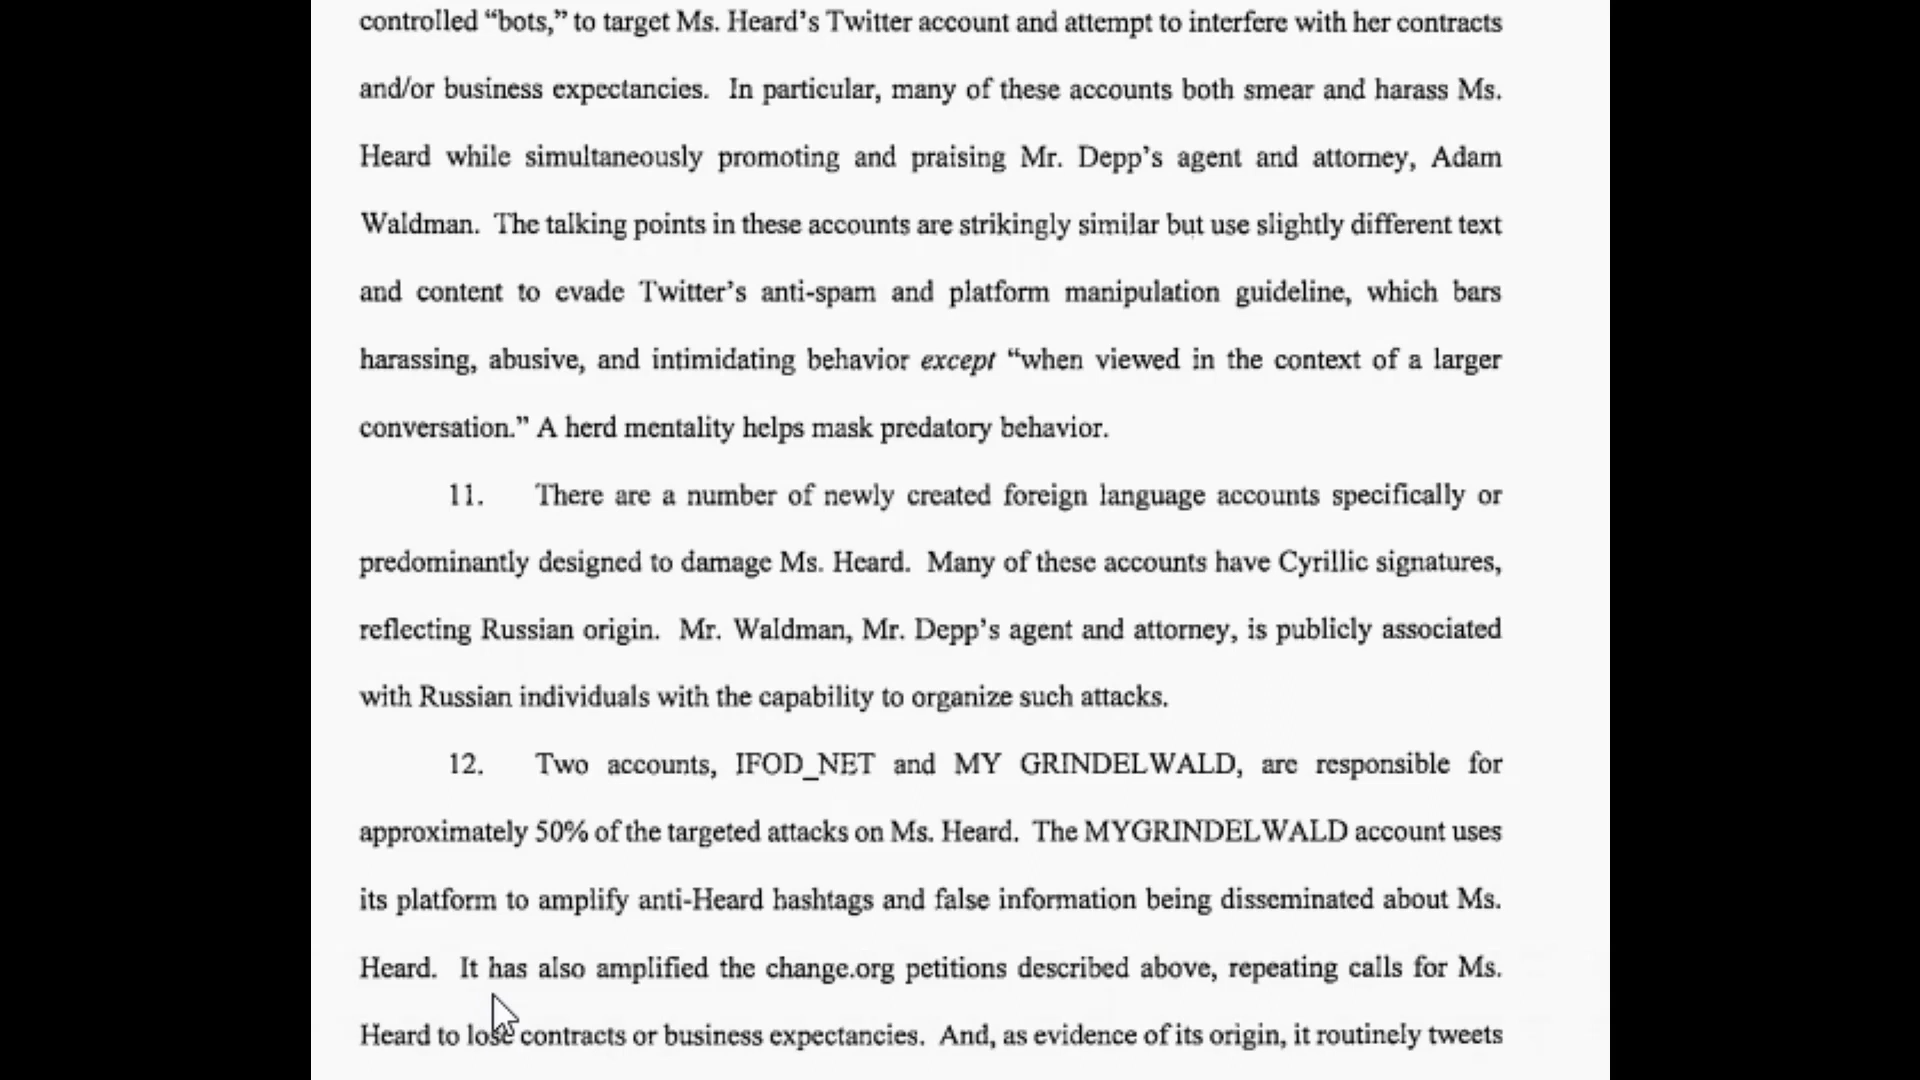 controlled “bots,” to target Ms. Heard’s Twitter account and attempt to interfere with her contracts
and/or business expectancies. In particular, many of these accounts both smear and harass Ms.
Heard while simultaneously promoting and praising Mr. Depp’s agent and attorney, Adam
Waldman. The talking points in these accounts are strikingly similar but use slightly different text
and content to evade Twitter’s anti-spam and platform manipulation guideline, which bars
harassing, abusive, and intimidating behavior except “when viewed in the context of a larger
conversation.” A herd mentality helps mask predatory behavior.
11. There are a number of newly created foreign language accounts specifically or
predominantly designed to damage Ms. Heard. Many of these accounts have Cyrillic signatures,
reflecting Russian origin. Mr. Waldman, Mr. Depp’s agent and attorney, is publicly associated
with Russian individuals with the capability to organize such attacks.
12. Two accounts, IFOD_NET and MY GRINDELWALD, are responsible for
approximately 50% of the targeted attacks on Ms. Heard. The MYGRINDELWALD account uses
its platform to amplify anti-Heard hashtags and false information being disseminated about Ms.
Heard. It has also amplified the change.org petitions described above, repeating calls for Ms.
Heard to lose contracts or business expectancies. And, as evidence of its origin, it routinely tweets